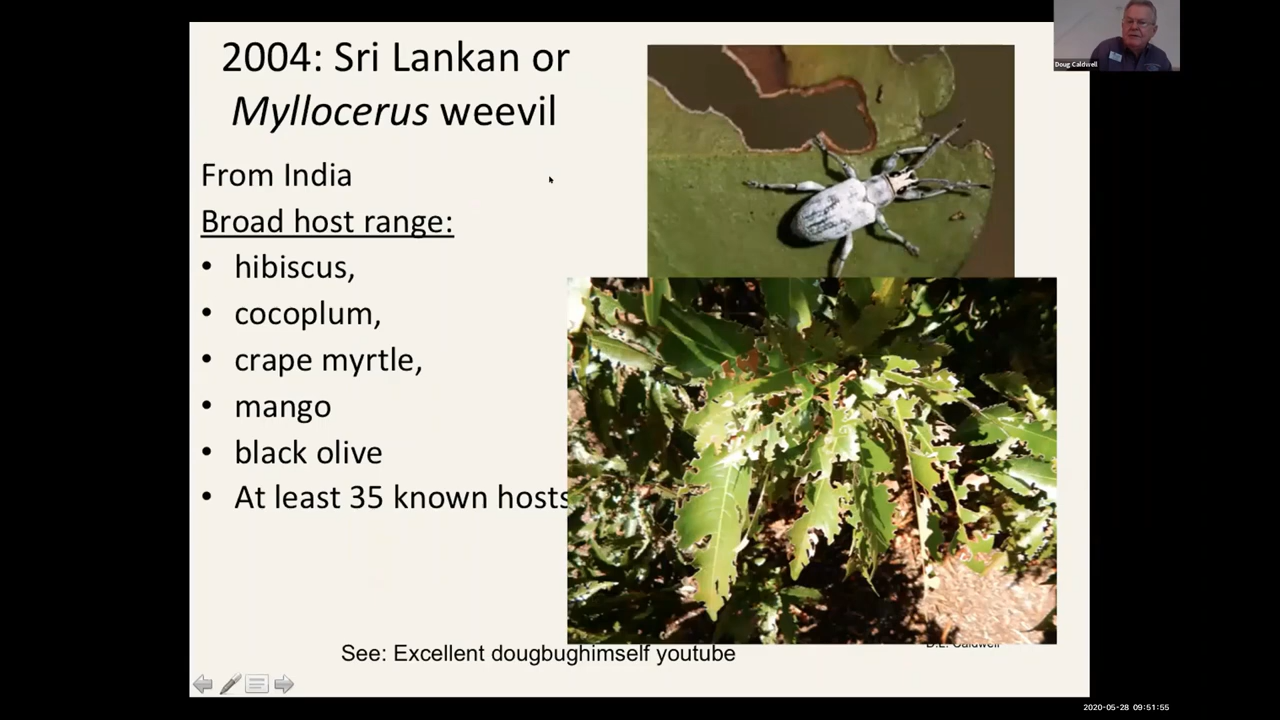 2004: Sri Lankan or
Myllocerus weevil
Doug Caldwell
From India
Broad host range:
• hibiscus,
• cocoplum,
• crape myrtle,
• mango
• black olive
• At least 35 known hosts
D.L. Caldwell
See: Excellent dougbughimself youtube
2020-05-28 09:51:55